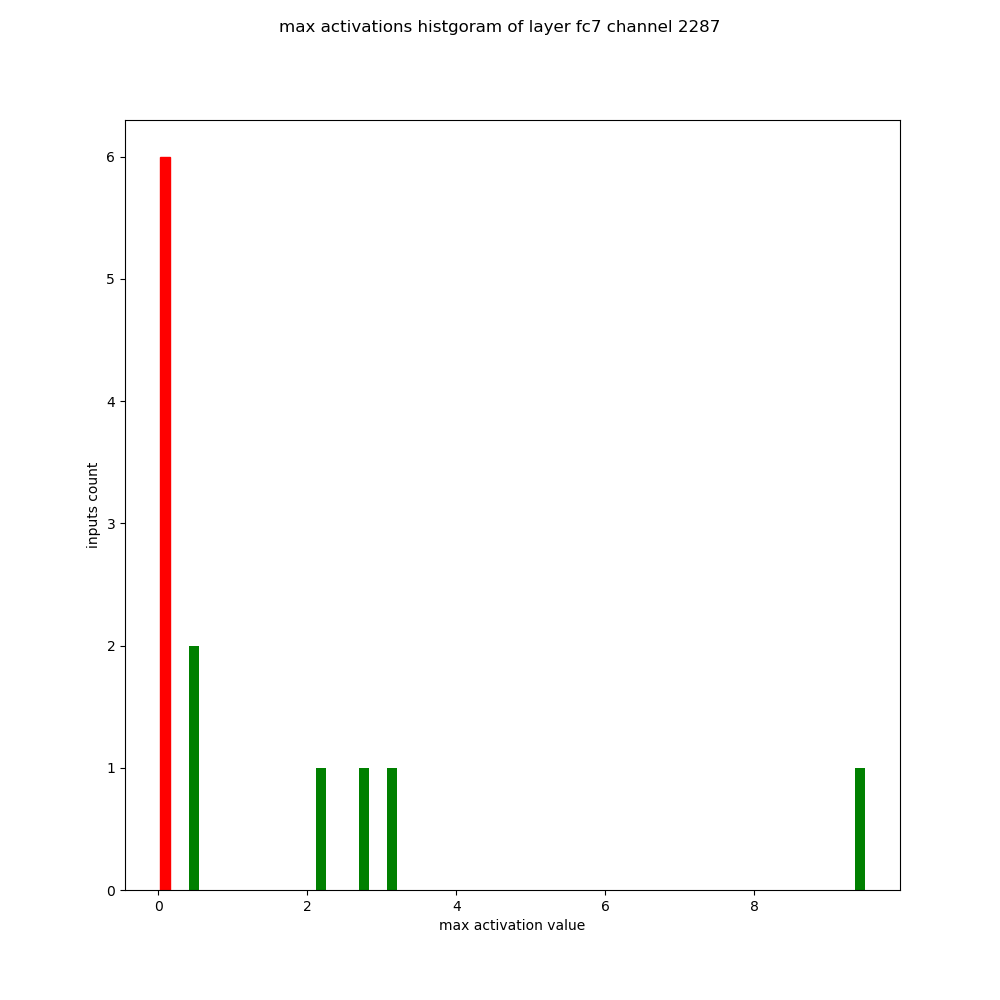 max activations histgoram of layer fc7 channel 2287
6
5
4
3
2
1
0
inputs count
0 2 4 6 8
max activation value